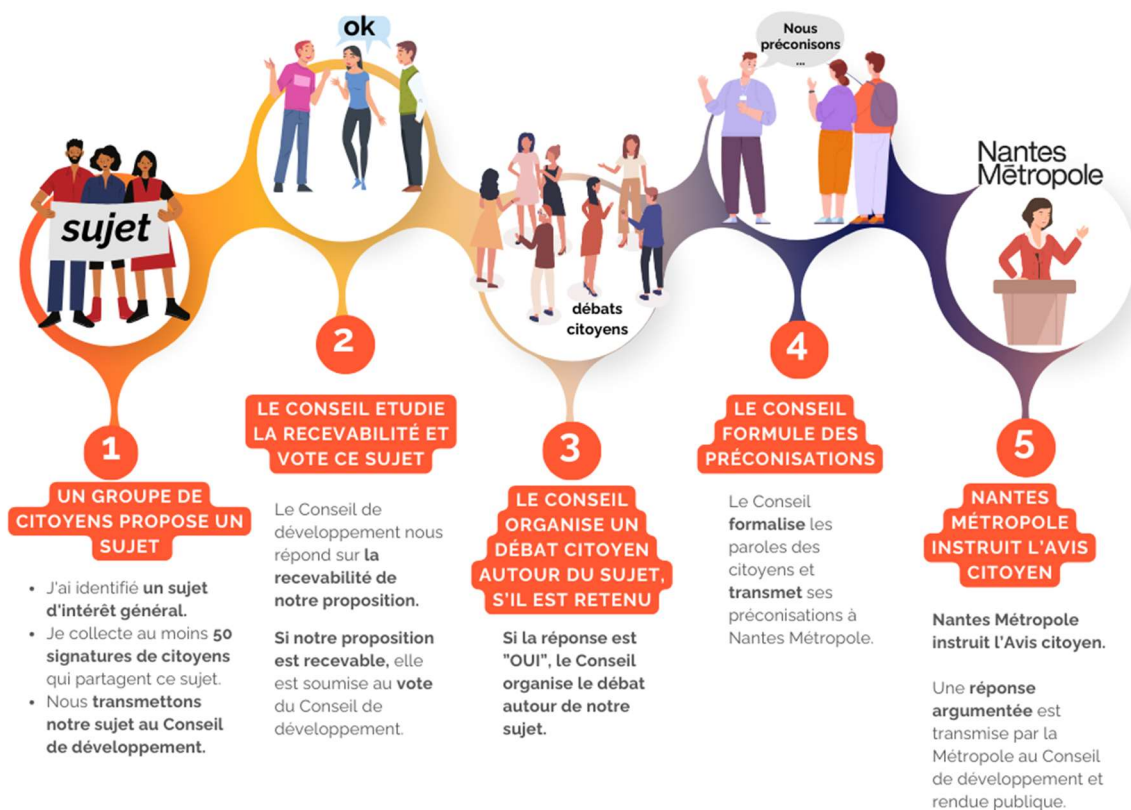 sujet
1
UN GROUPE DE
CITOYENS PROPOSE UN
SUJET
• J'ai identifié un sujet
d'intérêt général.
• Je collecte au moins 50
signatures de citoyens
qui partagent ce sujet.
• Nous transmettons
notre sujet au Conseil
de développement.
ok
2
LE CONSEIL ETUDIE
LA RECEVABILITÉ ET
VOTE CE SUJET
Le Conseil de
développement nous
répond sur la
recevabilité de
notre proposition.
Si notre proposition
est recevable, elle
est soumise au vote
du Conseil de
développement.
débats
citoyens
3
LE CONSEIL
ORGANISE UN
DÉBAT CITOYEN
AUTOUR DU SUJET,
S'IL EST RETENU
Si la réponse est
"OUI", le Conseil
organise le débat
autour de notre
sujet.
Nous
préconisons
...
4
LE CONSEIL
FORMULE DES
PRÉCONISATIONS
Le Conseil
formalise les
paroles des
citoyens et
transmet ses
préconisations à
Nantes Métropole.
Nantes
Métropole
5
NANTES
MÉTROPOLE
INSTRUIT L'AVIS
CITOYEN
Nantes Métropole
instruit l'Avis citoyen.
Une réponse
argumentée est
transmise par la
Métropole au Conseil
de développement et
rendue publique.